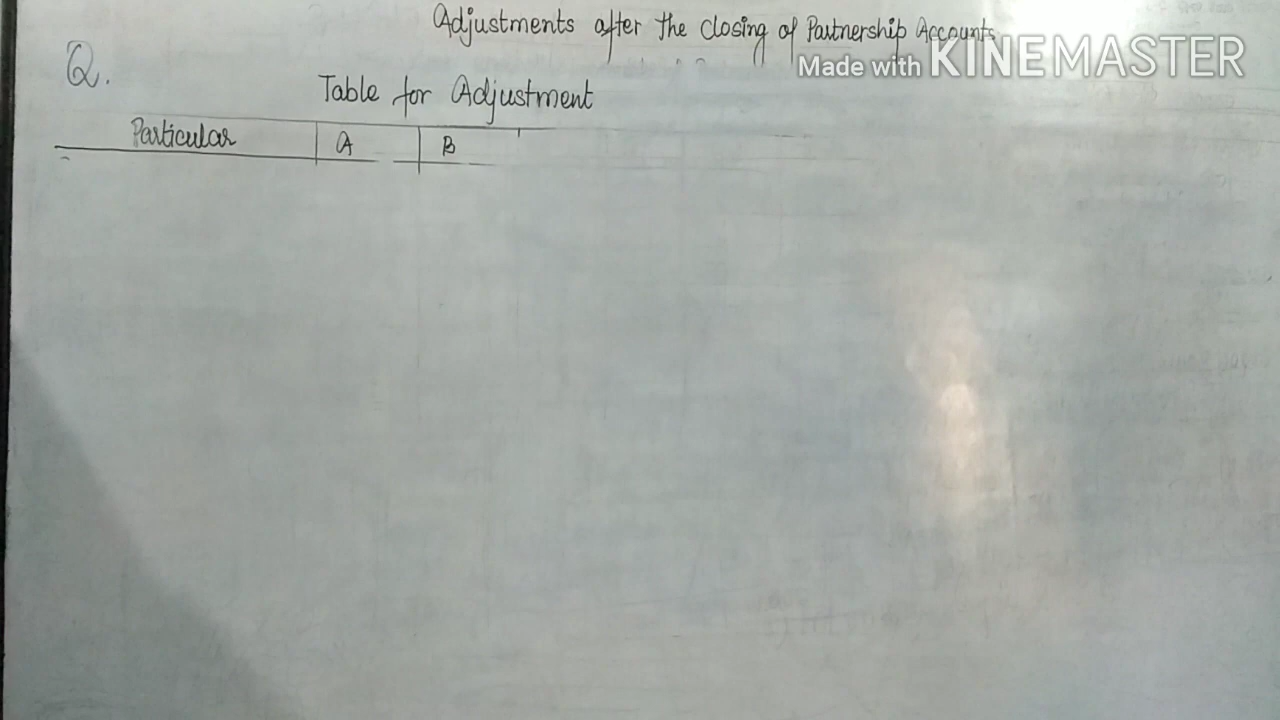 Adjustments after the closing of Partnership Accounts
Made with KINEMASTER
Q.
Table for Adjustment
Particular A B